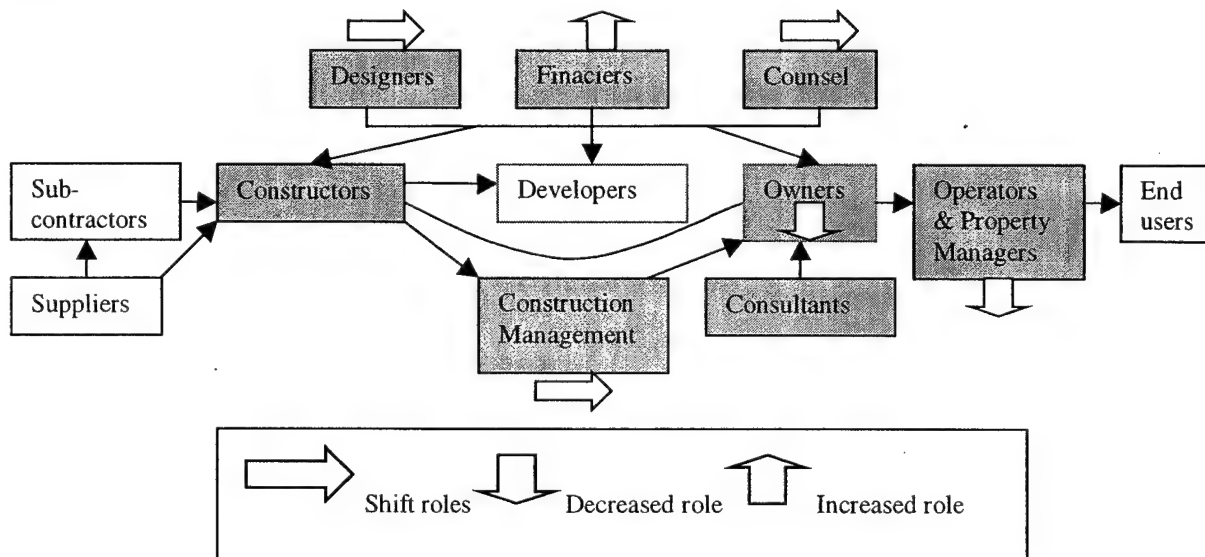 Designers
Finaciers
Counsel
Sub-
contractors
Constructors
Developers
Owners
Operators
& Property
Managers
End
users
Suppliers
Construction
Management
Consultants
Shift roles
Decreased role
Increased role